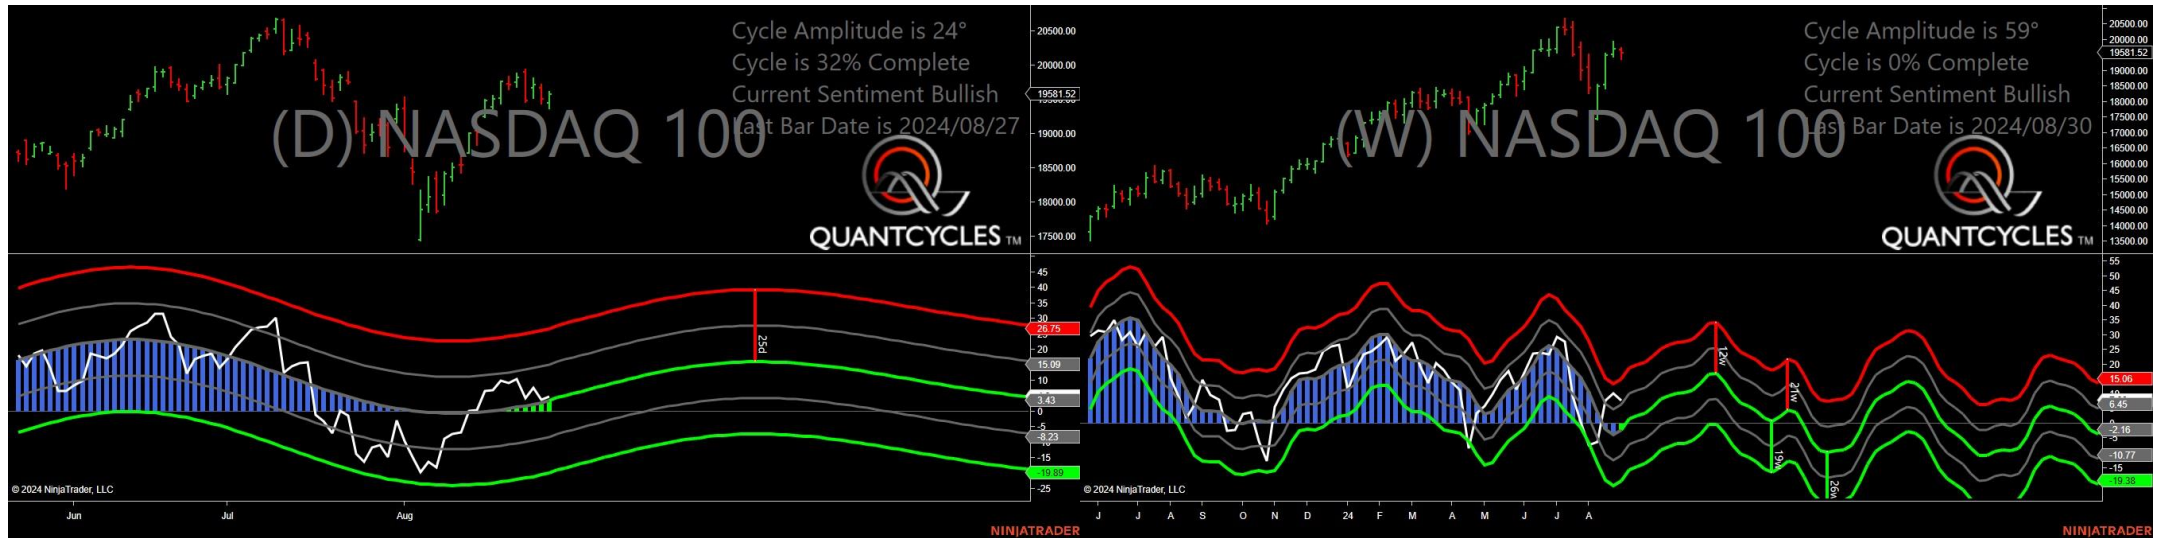 Cycle Amplitude is 24°
Cycle is 32% Complete
Current Sentiment Bullish
Last Bar Date is 2024/08/27
(D) NASDAQ 100
QUANTCYCLES TM
20500.00
20000.00
19581.52
19000.00
18500.00
18000.00
17500.00
45
40
35
30
26.75
20
15.09
10
3.43
0
-5
-8.23
-15
-19.89
-25
25d
© 2024 NinjaTrader, LLC
Jun
Jul
Aug
NINJATRADER
Cycle Amplitude is 59°
Cycle is 0% Complete
Current Sentiment Bullish
Last Bar Date is 2024/08/30
(W) NASDAQ 100
QUANTCYCLES TM
20500.00
20000.00
19581.52
19000.00
18500.00
18000.00
17500.00
17000.00
16500.00
16000.00
15500.00
15000.00
14500.00
14000.00
13500.00
55
50
45
40
35
30
25
20
15.06
6.45
-2.16
-5
-10.77
-15
-19.38
12w
21w
19w
26w
© 2024 NinjaTrader, LLC
J
J
A
S
O
N
D
24
F
M
A
M
J
J
A
NINJATRADER